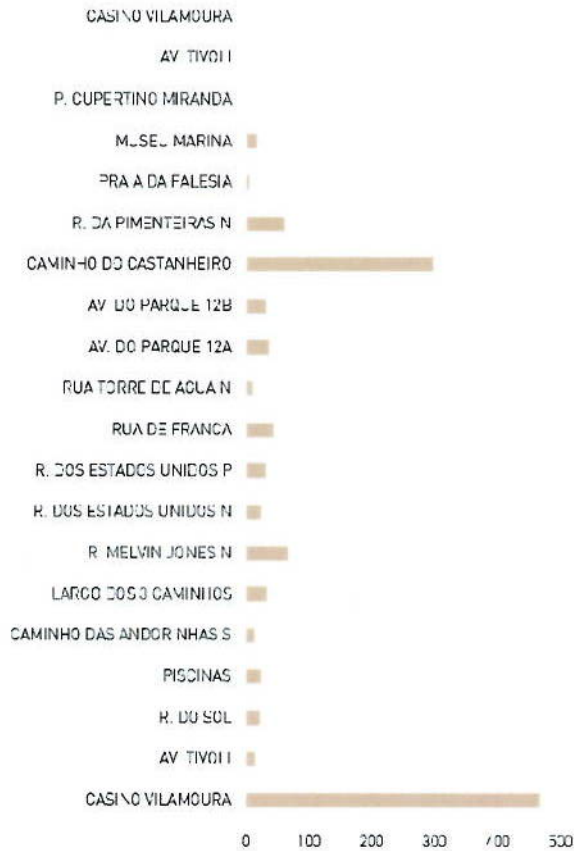 CASINO VILAMOURA
AV. TIVOLI
P. CUPERTINO MIRANDA
MUSEU MARINA
PRAIA DA FALESIA
R. DA PIMENTEIRAS N
CAMINHO DO CASTANHEIRO
AV. DO PARQUE 12B
AV. DO PARQUE 12A
RUA TORRE DE AGUA N
RUA DE FRANCA
R. DOS ESTADOS UNIDOS P
R. DOS ESTADOS UNIDOS N
R. MELVIN JONES N
LARGO DOS 3 CAMINHOS
CAMINHO DAS ANDORINHAS S
PISCINAS
R. DO SOL
AV. TIVOLI
CASINO VILAMOURA
0 100 200 300 400 500